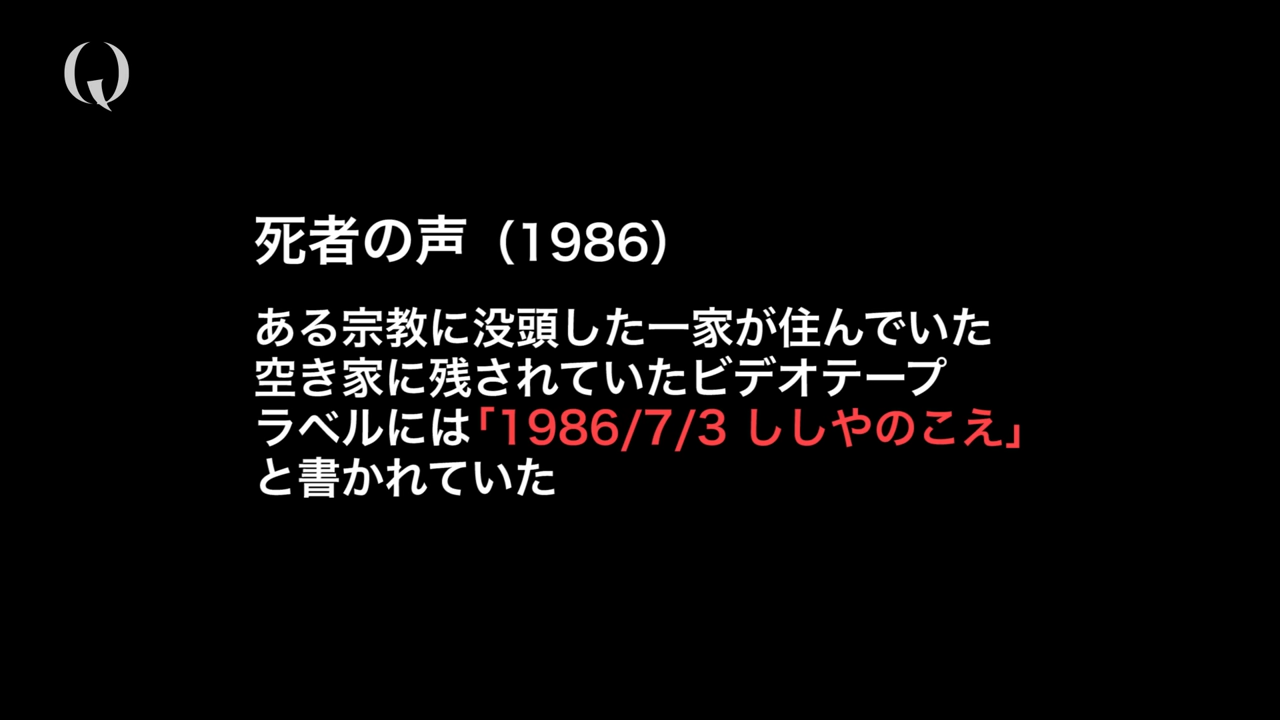 Q
死者の声（1986）
ある宗教に没頭した一家が住んでいた
空き家に残されていたビデオテープ
ラベルには「1986/7/3 ししやのこえ」
と書かれていた